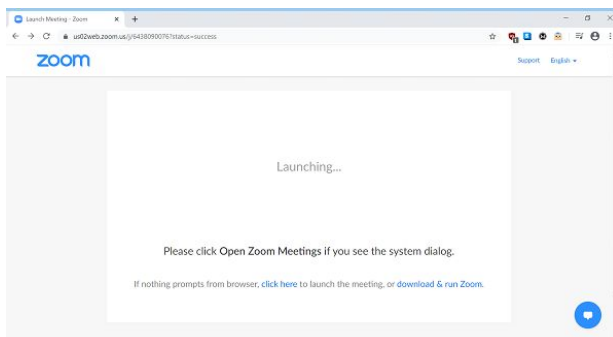 Launch Meeting - Zoom
us02web.zoom.us/j/6438090076?status=success
zoom
Support English
Launching...
Please click Open Zoom Meetings if you see the system dialog.
If nothing prompts from browser, click here to launch the meeting, or download & run Zoom.